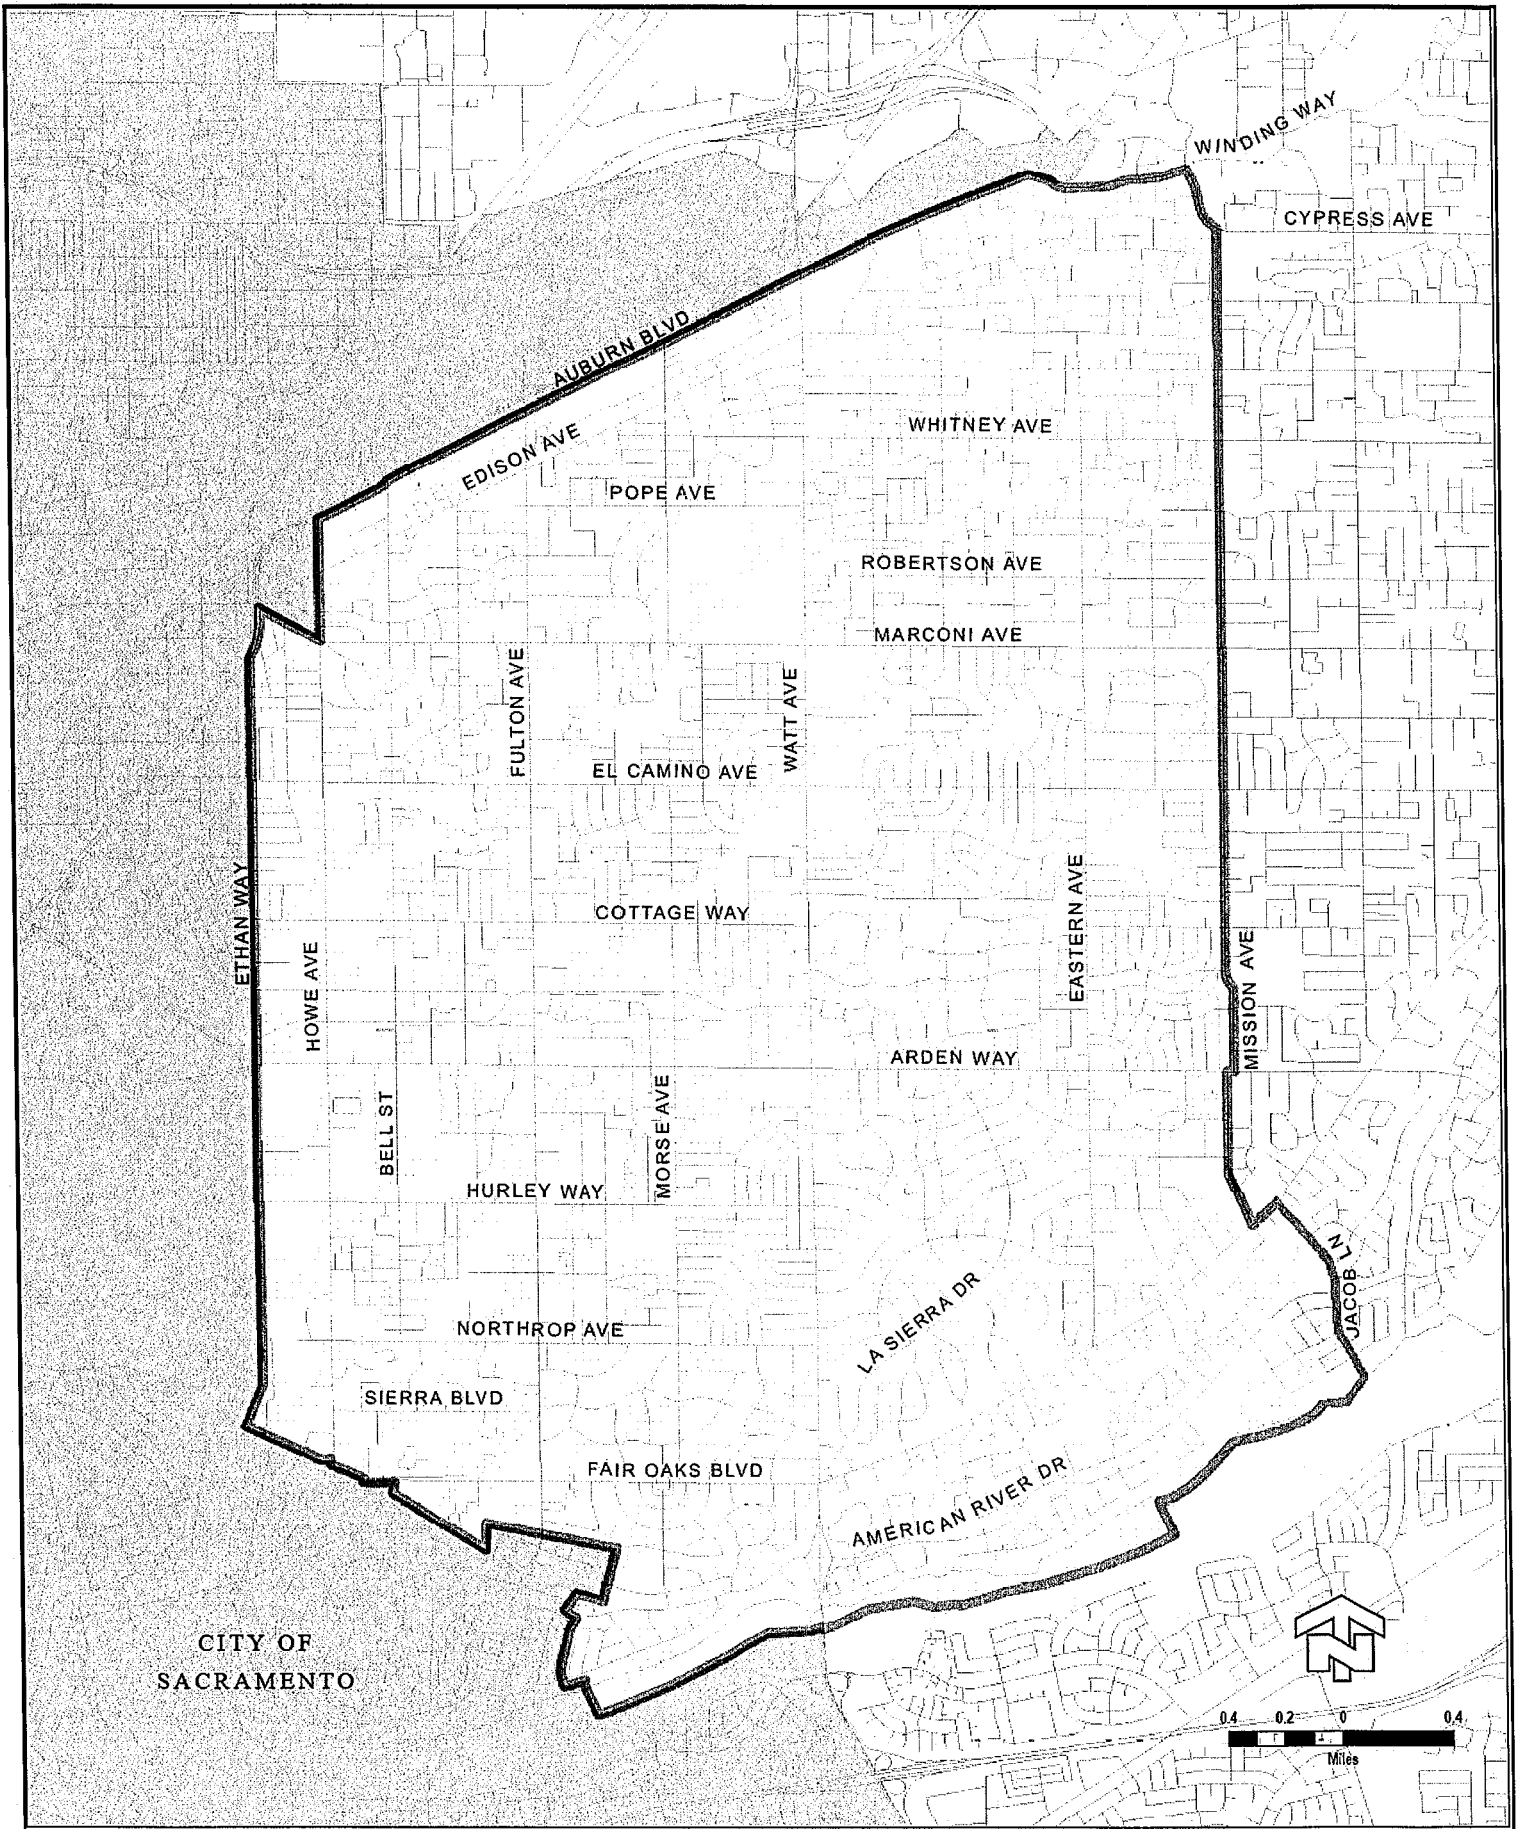 WINDING WAY
CYPRESS AVE
AUBURN BLVD
WHITNEY AVE
EDISON AVE
POPE AVE
ROBERTSON AVE
MARCONI AVE
FULTON AVE
WATT AVE
EL CAMINO AVE
ETHAN WAY
COTTAGE WAY
EASTERN AVE
HOWE AVE
MISSION AVE
ARDEN WAY
BELL ST
MORSE AVE
HURLEY WAY
JACOB LN
LA SIERRA DR
NORTHROP AVE
SIERRA BLVD
FAIR OAKS BLVD
AMERICAN RIVER DR
CITY OF
SACRAMENTO
N
0.4 0.2 0 0.4
Miles